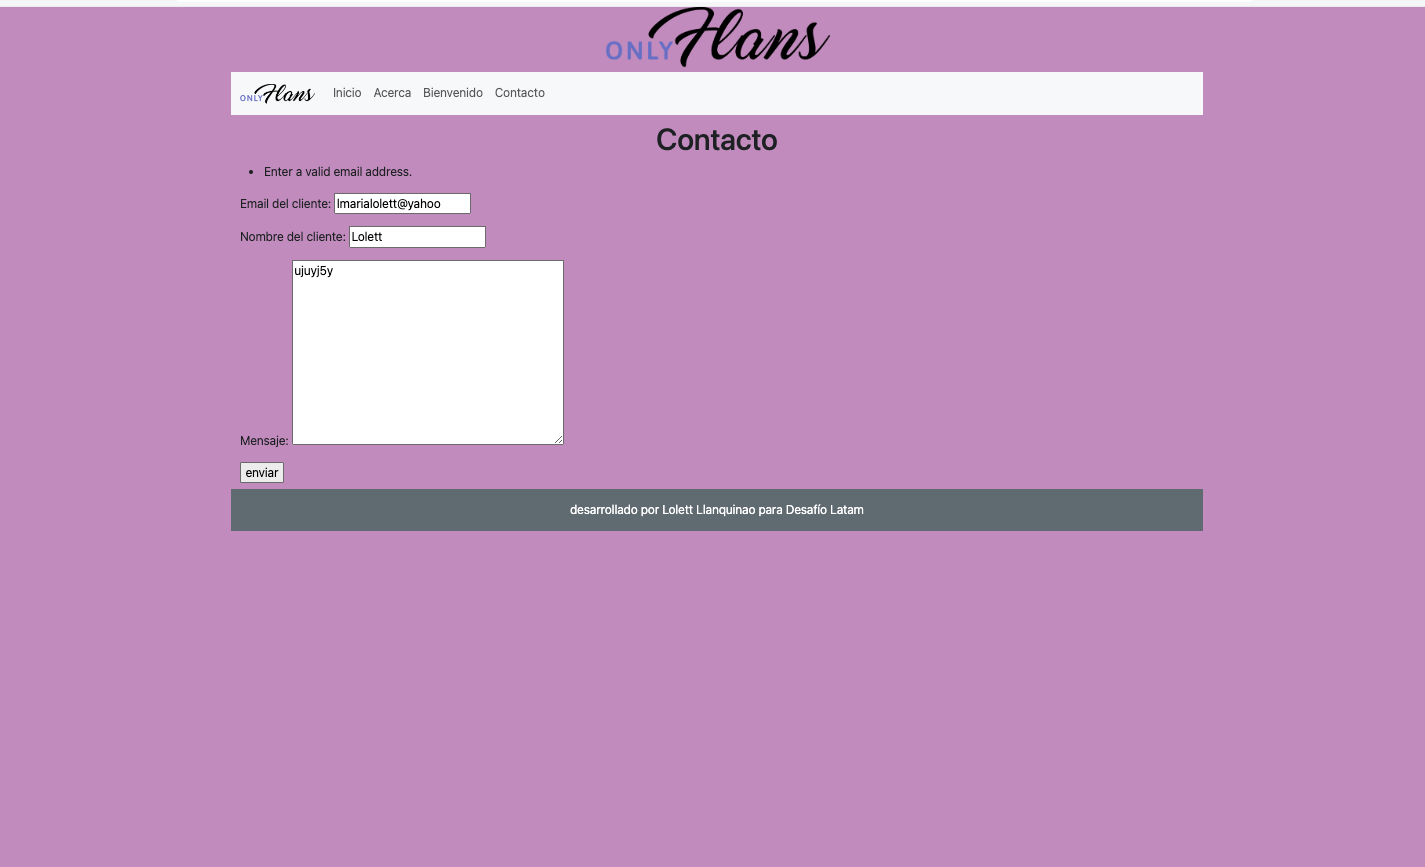 ONLY Flans
ONLY Flans Inicio Acerca Bienvenido Contacto
Contacto
• Enter a valid email address.
Email del cliente: lmarialolett@yahoo
Nombre del cliente: Lolett
ujuyj5y
Mensaje:
enviar
desarrollado por Lolett Llanquinao para Desafío Latam